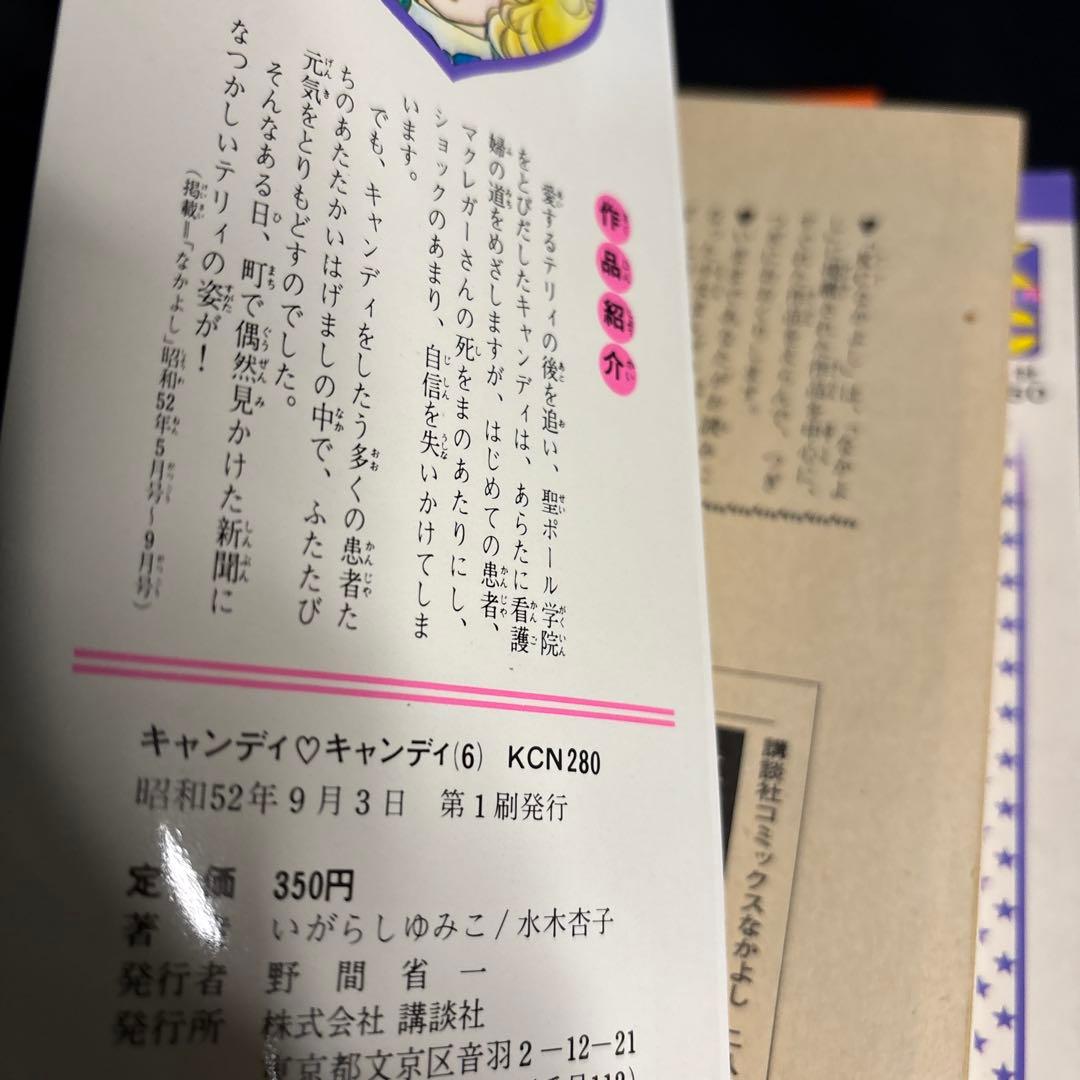 作品紹介
愛するテリィの後を追い、聖ポール学院
をとびだしたキャンディは、あらたに看護
婦の道をめざしますが、はじめての患者、
マクレガーさんの死をまのあたりにし、
ショックのあまり、自信を失いかけてしま
います。
でも、キャンディをしたう多くの患者た
ちのあたたかいはげましの中で、ふたたび
元気をとりもどすのでした。
そんなある日、町で偶然見かけた新聞に
なつかしいテリィの姿が!
(掲載=「なかよし」昭和52年5月号〜9月号)
キャンディ♡キャンディ(6) KCN280
昭和52年9月3日 第1刷発行
定価 350円
著者 いがらしゆみこ/水木杏子
発行者 野間省一
発行所 株式会社 講談社
東京都文京区音羽2-12-21
講談社コミックスなかよし